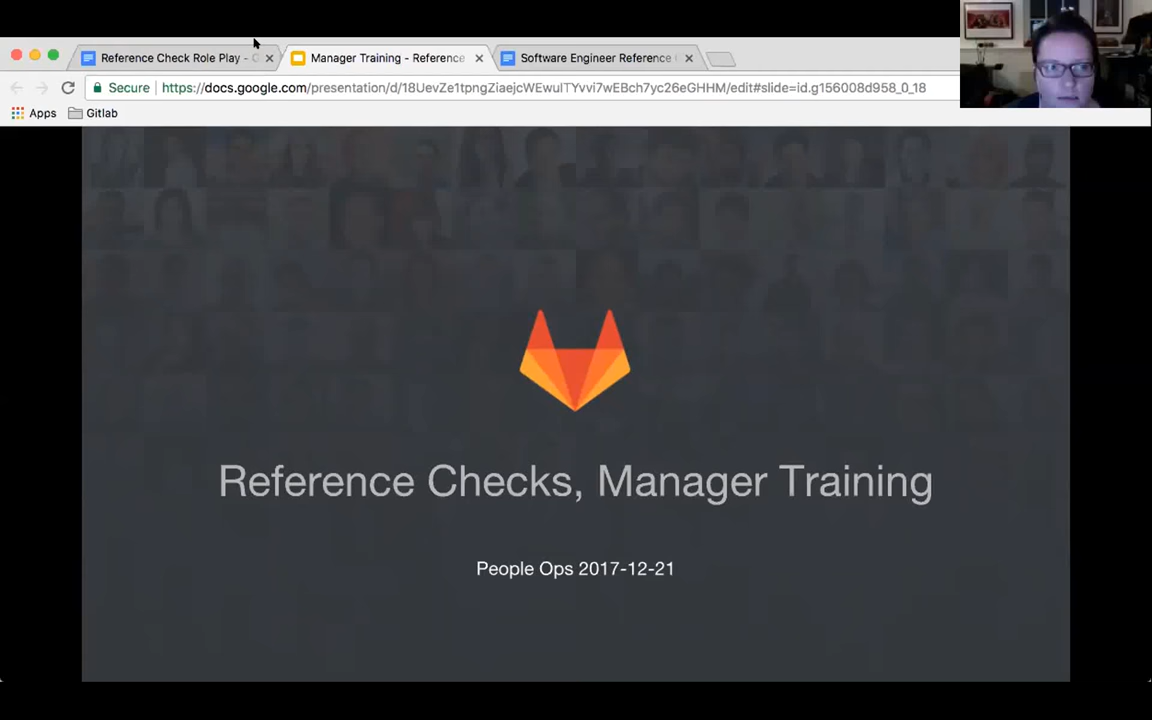 Reference Check Role Play - G
Manager Training - Reference
Software Engineer Reference
Secure
https://docs.google.com/presentation/d/18UevZe1tpngZiaejcWEwulTYvvi7wEBch7yc26eGHHM/edit#slide=id.g156008d958_0_18
Apps
Gitlab
Reference Checks, Manager Training
People Ops 2017-12-21